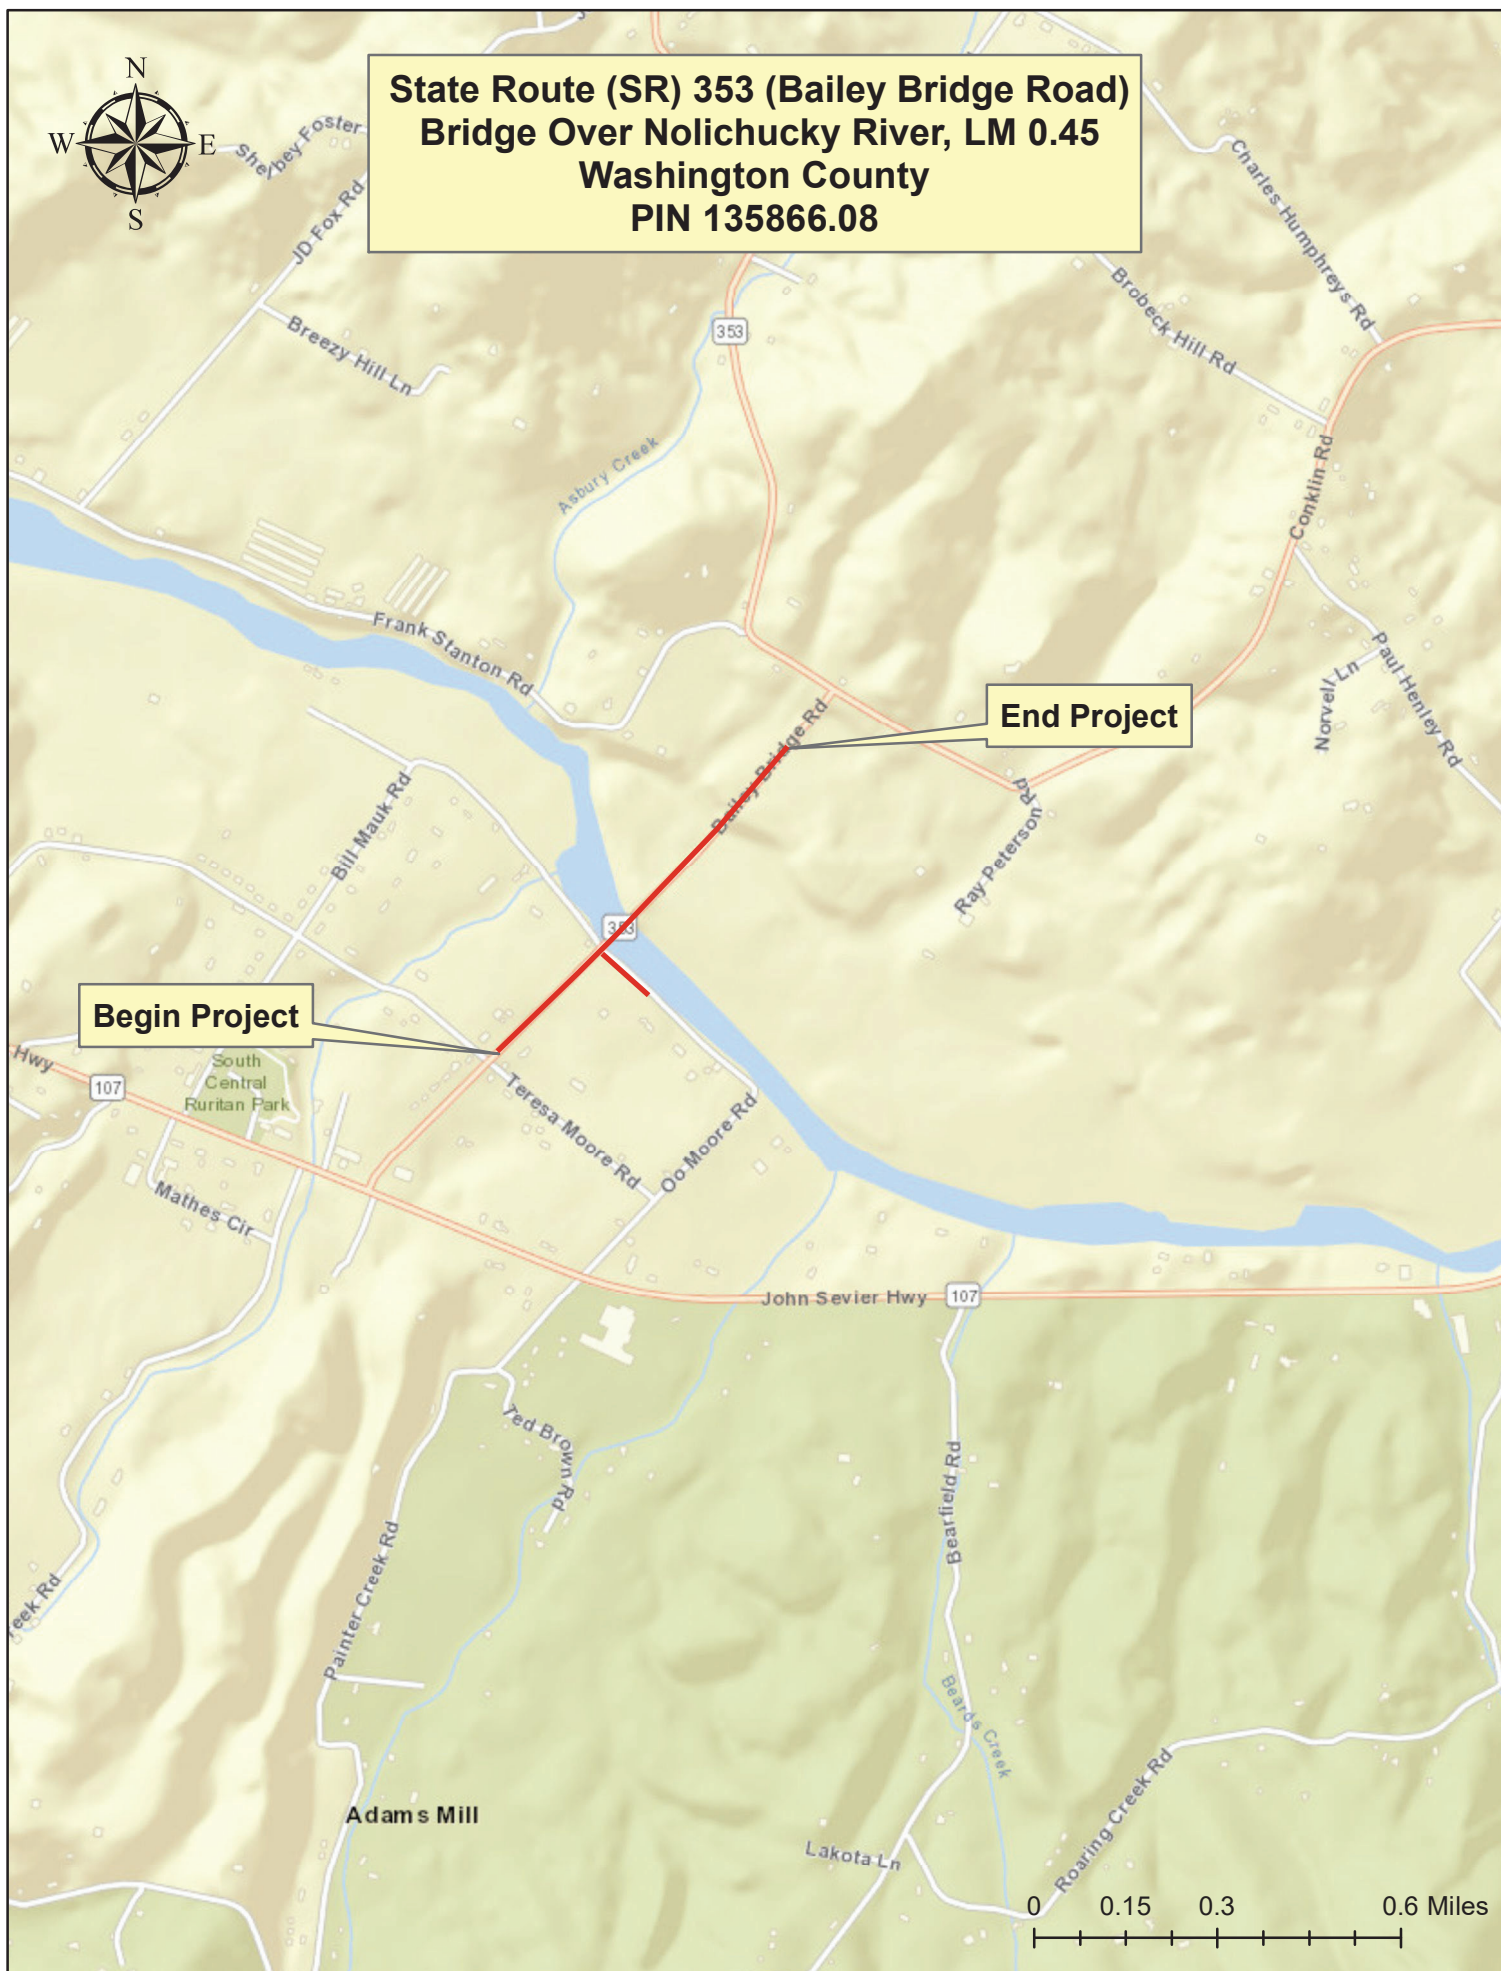 N
W
E
S
State Route (SR) 353 (Bailey Bridge Road)
Bridge Over Nolichucky River, LM 0.45
Washington County
PIN 135866.08
Shelbey Foster
JD Fox Rd
Breezy Hill Ln
Charles Humphreys Rd
Brobeck Hill Rd
353
Asbury Creek
Conklin Rd
Frank Stanton Rd
Paul Henley Rd
Norvell Ln
Bailey Bridge Rd
End Project
Bill Mauk Rd
Ray Peterson Rd
353
Begin Project
Hwy
107
South
Central
Ruritan Park
Teresa Moore Rd
Oo Moore Rd
Mathes Cir
John Sevier Hwy
107
Ted Brown Rd
Bearfield Rd
Painter Creek Rd
reek Rd
Beards Creek
Adams Mill
Lakota Ln
Roaring Creek Rd
0 0.15 0.3 0.6 Miles